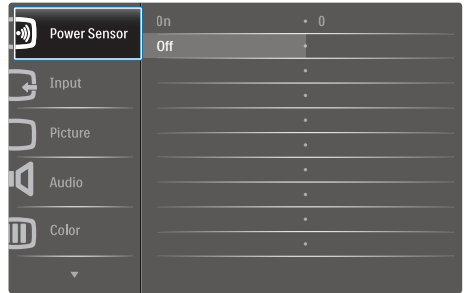 Power Sensor
On • 0
Off •
Input
Picture
Audio
Color